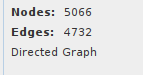 Nodes: 5066
Edges: 4732
Directed Graph